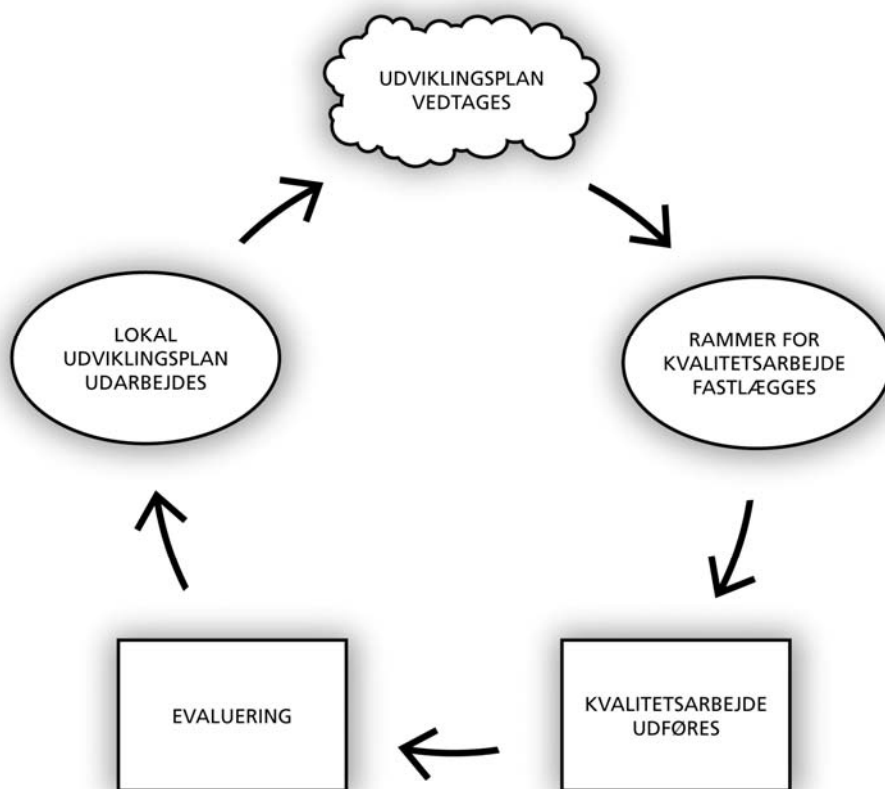 UDVIKLINGSPLAN
VEDTAGES
RAMMER FOR
KVALITETSARBEJDE
FASTLÆGGES
KVALITETSARBEJDE
UDFØRES
EVALUERING
LOKAL
UDVIKLINGSPLAN
UDARBEJDES